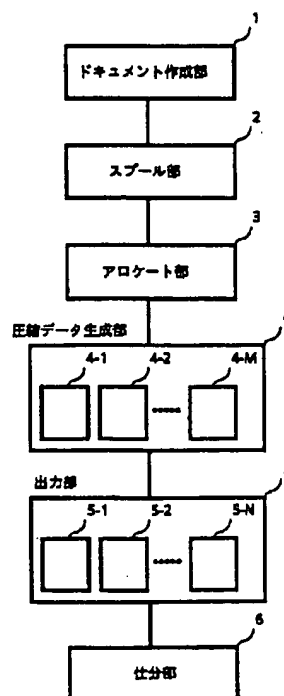 1
ドキュメント作成部
2
スプール部
3
アロケート部
圧縮データ生成部
4-1 4-2 4-M
出力部
5-1 5-2 5-N
6
仕分部